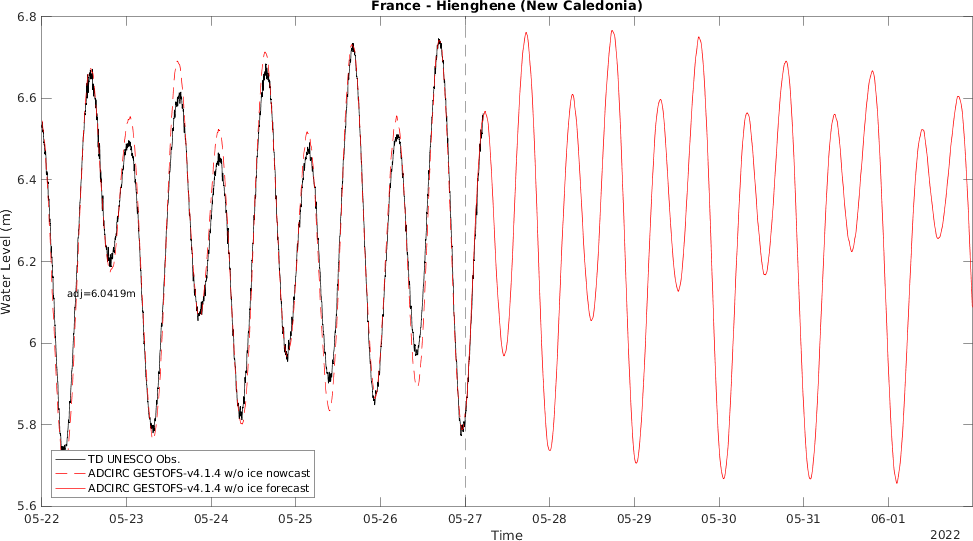 France - Hienghene (New Caledonia)
6.8
6.6
6.4
6.2
6
5.8
5.6
Water Level (m)
adj=6.0419m
TD UNESCO Obs.
ADCIRC GESTOFS-v4.1.4 w/o ice nowcast
ADCIRC GESTOFS-v4.1.4 w/o ice forecast
05-22 05-23 05-24 05-25 05-26 05-27 05-28 05-29 05-30 05-31 06-01
Time
2022